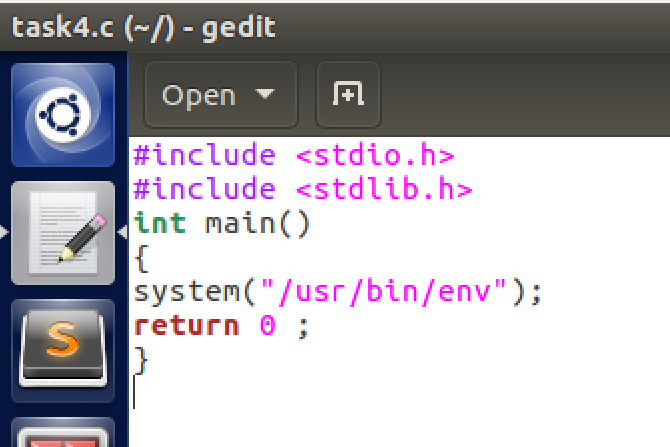 task4.c (~/) - gedit
Open
#include <stdio.h>
#include <stdlib.h>
int main()
{
system("/usr/bin/env");
return 0 ;
}